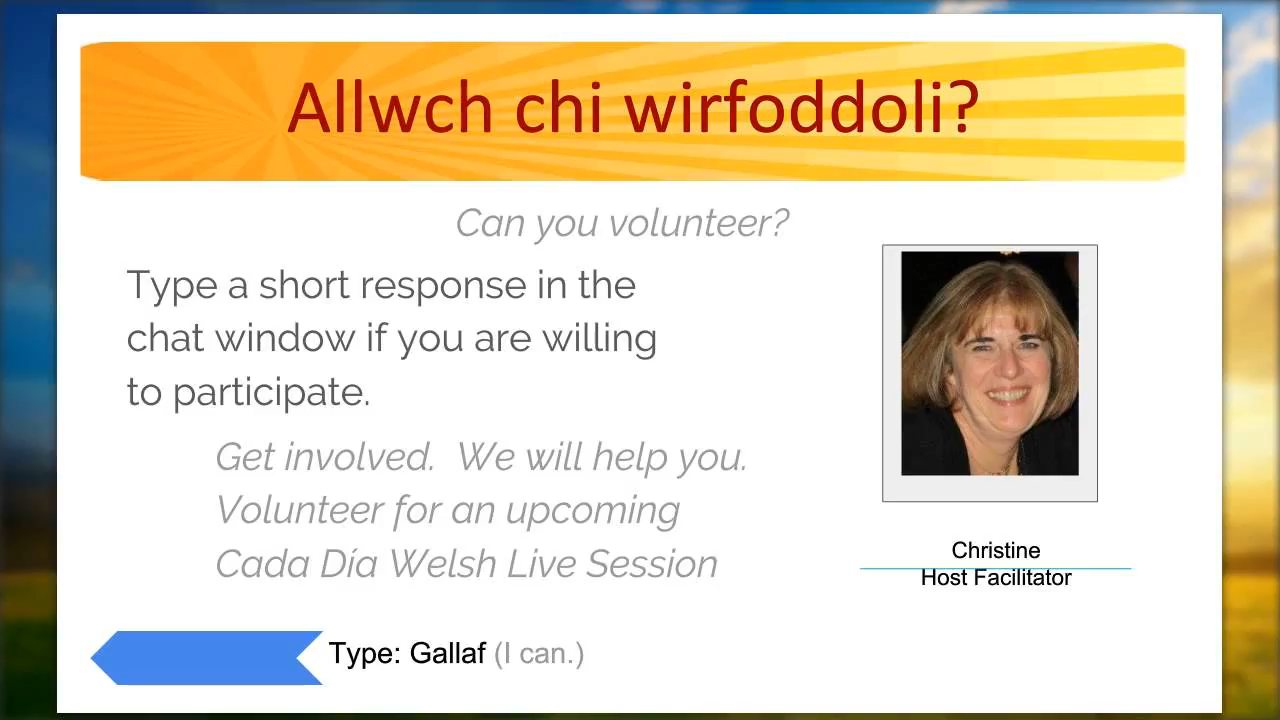 Allwch chi wirfoddoli?
Can you volunteer?
Type a short response in the
chat window if you are willing
to participate.
Get involved.  We will help you.
Volunteer for an upcoming
Cada Día Welsh Live Session
Christine
Host Facilitator
Type: Gallaf (I can.)